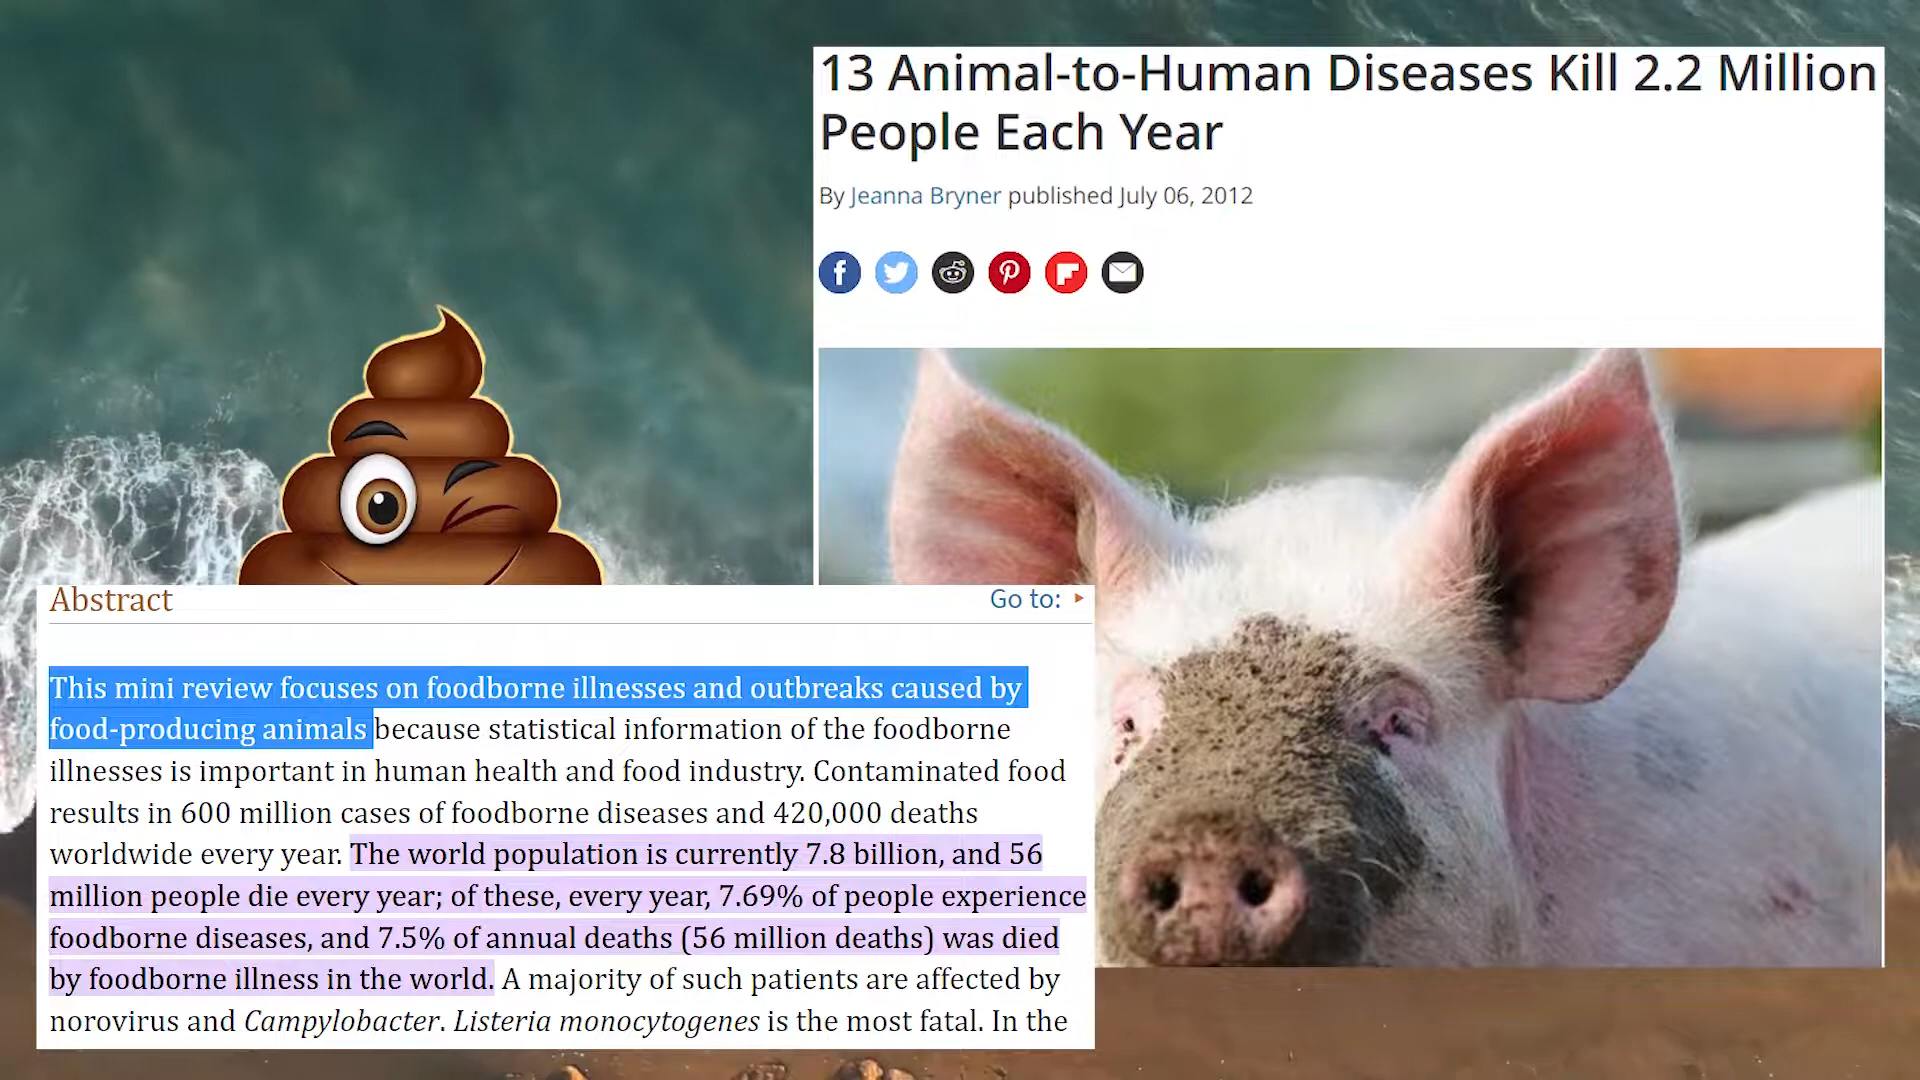 13 Animal-to-Human Diseases Kill 2.2 Million
People Each Year
By Jeanna Bryner published July 06, 2012
Abstract
Go to:
This mini review focuses on foodborne illnesses and outbreaks caused by
food-producing animals because statistical information of the foodborne
illnesses is important in human health and food industry. Contaminated food
results in 600 million cases of foodborne diseases and 420,000 deaths
worldwide every year. The world population is currently 7.8 billion, and 56
million people die every year; of these, every year, 7.69% of people experience
foodborne diseases, and 7.5% of annual deaths (56 million deaths) was died
by foodborne illness in the world. A majority of such patients are affected by
norovirus and Campylobacter. Listeria monocytogenes is the most fatal. In the